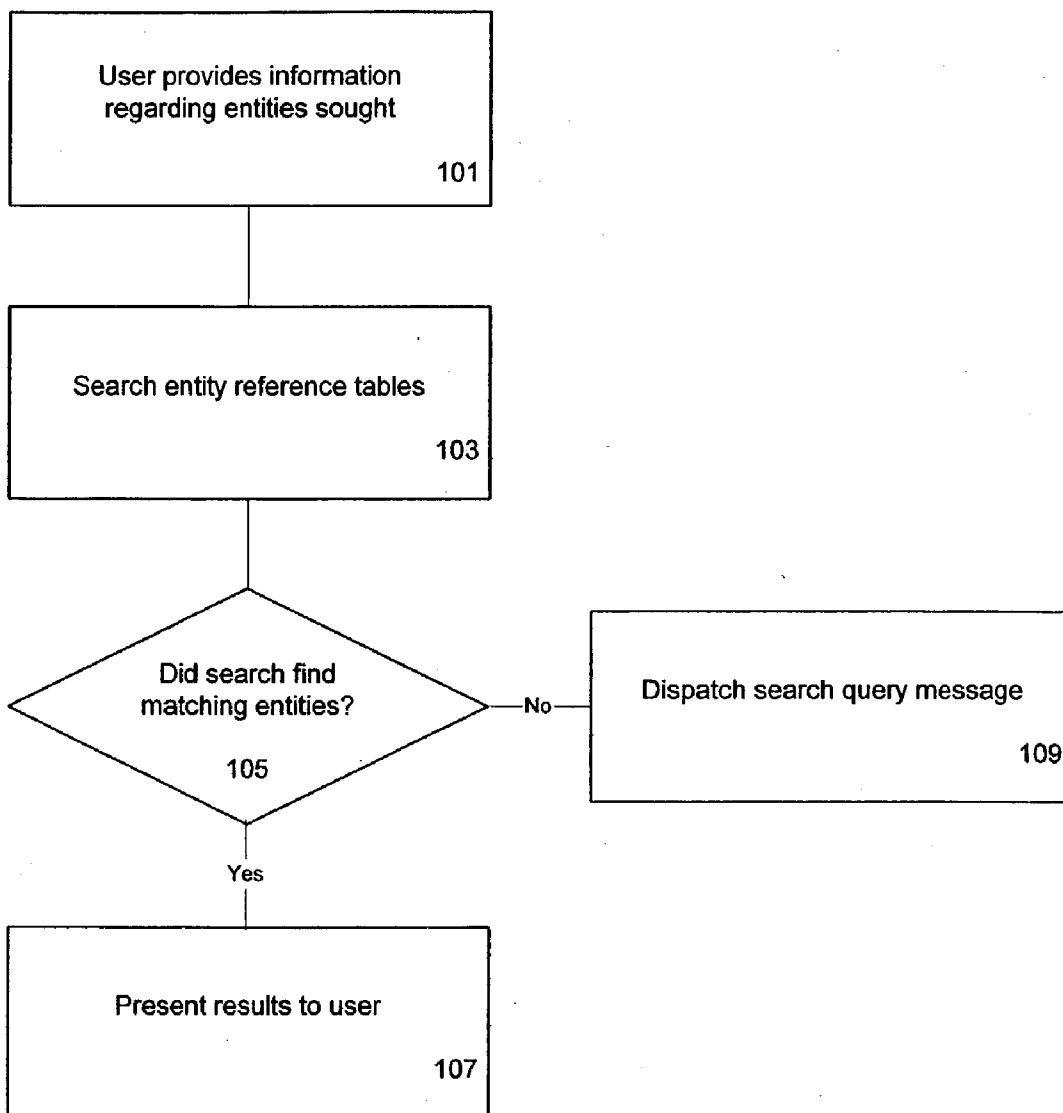 User provides information
regarding entities sought
101
Search entity reference tables
103
Did search find
matching entities?
105
No
Dispatch search query message
109
Yes
Present results to user
107